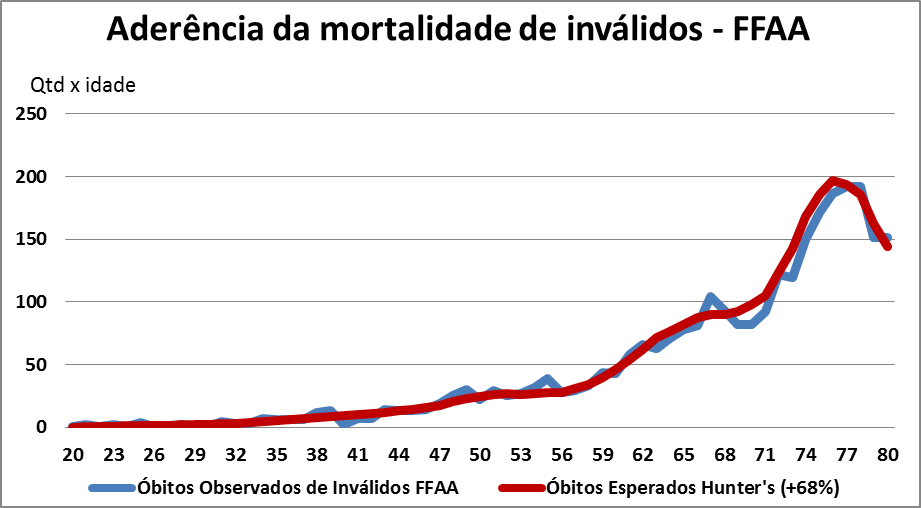 Aderência da mortalidade de inválidos - FFAA
Qtd x idade
250
200
150
100
50
0
20 23 26 29 32 35 38 41 44 47 50 53 56 59 62 65 68 71 74 77 80
Óbitos Observados de Inválidos FFAA Óbitos Esperados Hunter's (+68%)